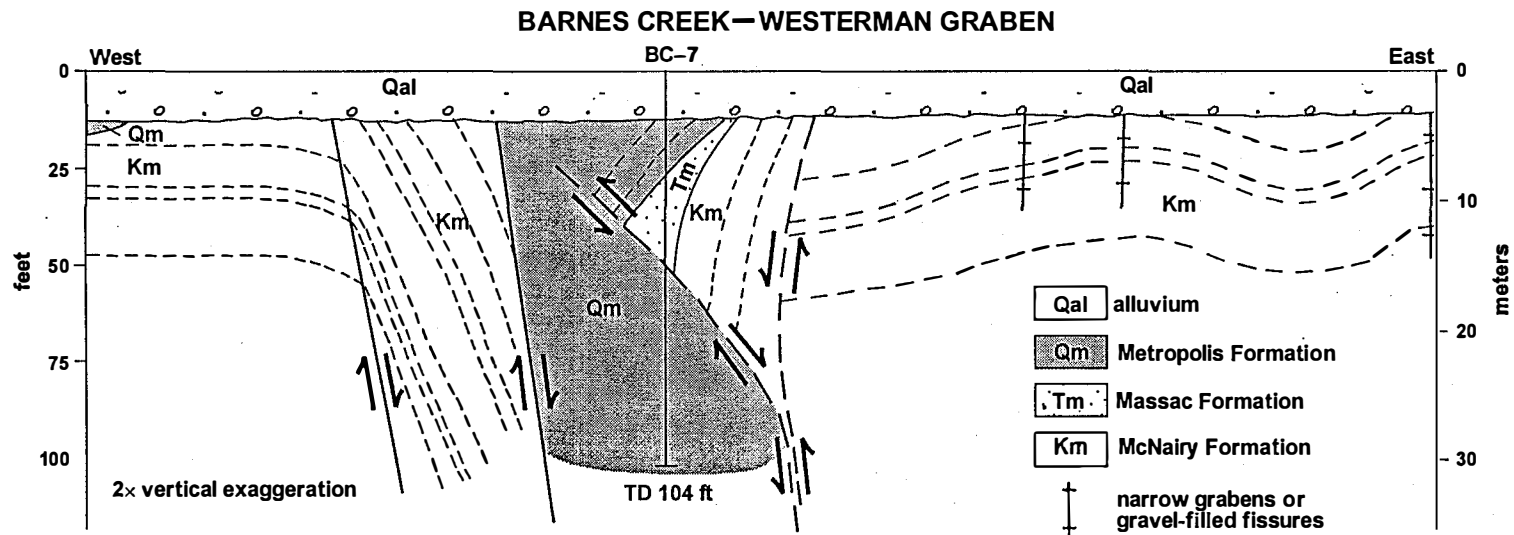 BARNES CREEK—WESTERMAN GRABEN
West
BC–7
East
0
Qal
Qal
0
Qm
Km
25
Tm
Km
Km
Km
10
feet
50
meters
Qm
Qal alluvium
20
Qm Metropolis Formation
75
Tm Massac Formation
Km McNairy Formation
100
30
2× vertical exaggeration
TD 104 ft
narrow grabens or
gravel-filled fissures